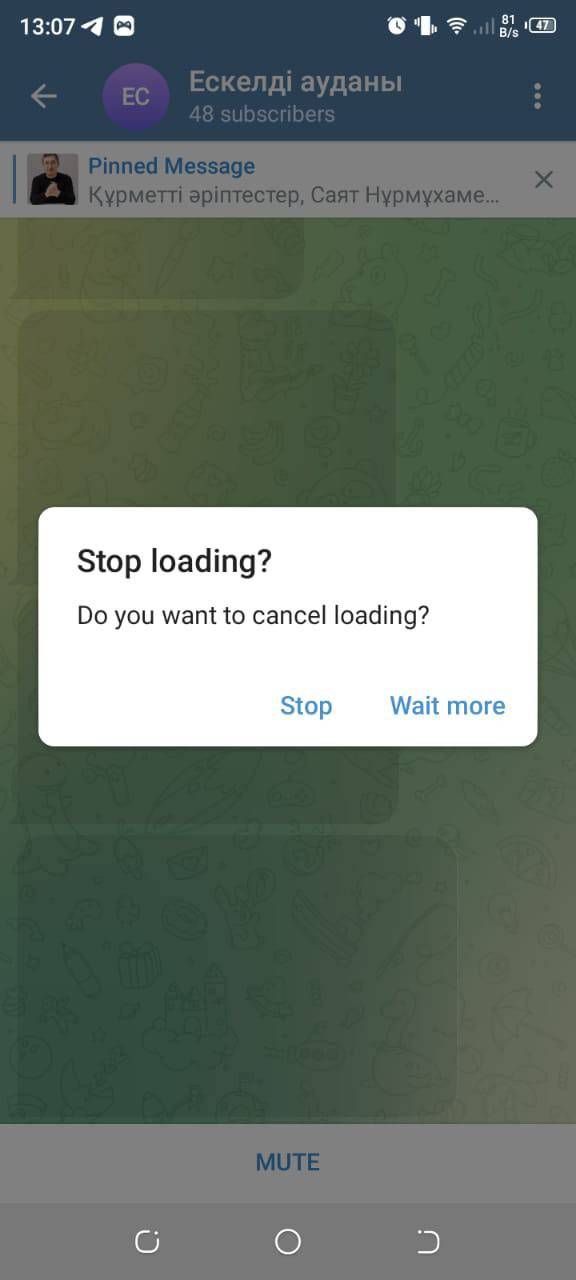 13:07
81
B/s
47
EC
Ескелді ауданы
48 subscribers
Pinned Message
Құрметті әріптестер, Саят Нұрмұхаме...
Stop loading?
Do you want to cancel loading?
Stop
Wait more
MUTE